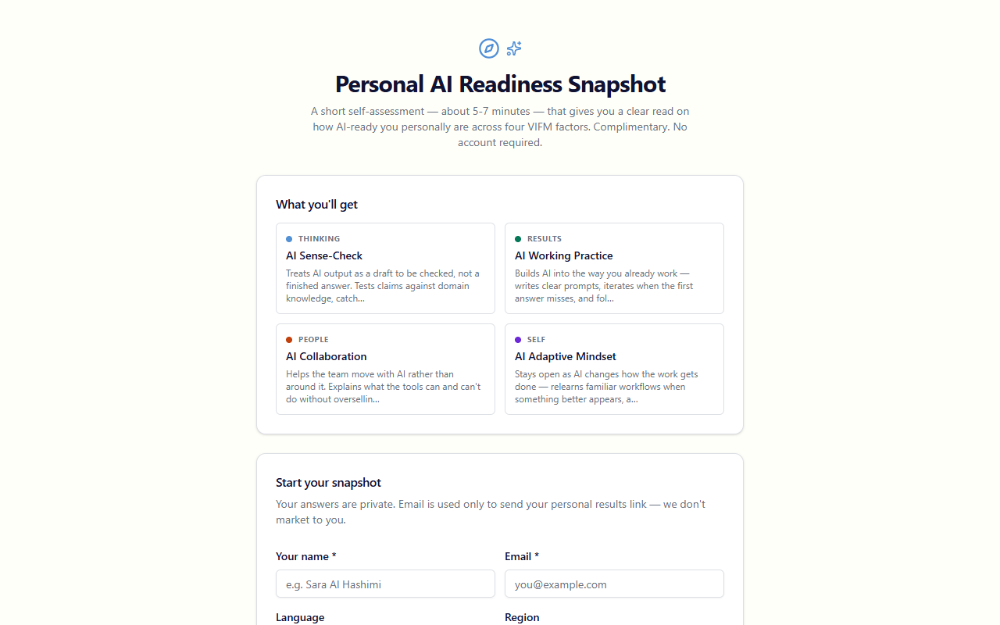 Personal AI Readiness Snapshot
A short self-assessment — about 5-7 minutes — that gives you a clear read on
how AI-ready you personally are across four VIFM factors. Complimentary. No
account required.
What you'll get
THINKING
AI Sense-Check
Treats AI output as a draft to be checked, not a
finished answer. Tests claims against domain
knowledge, catch...
RESULTS
AI Working Practice
Builds AI into the way you already work —
writes clear prompts, iterates when the first
answer misses, and fol...
PEOPLE
AI Collaboration
Helps the team move with AI rather than
around it. Explains what the tools can and can't
do without oversellin...
SELF
AI Adaptive Mindset
Stays open as AI changes how the work gets
done — relearns familiar workflows when
something better appears, a...
Start your snapshot
Your answers are private. Email is used only to send your personal results link — we don't
market to you.
Your name *
Email *
e.g. Sara Al Hashimi
you@example.com
Language
Region